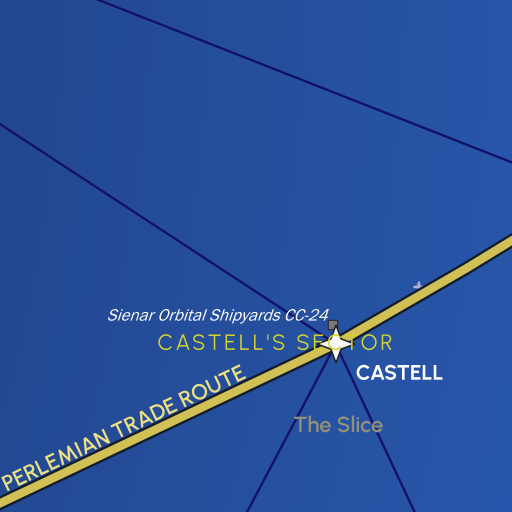 Sienar Orbital Shipyards CC-24
CASTELL'S SECTOR
CASTELL
PERLEMIAN TRADE ROUTE
The Slice